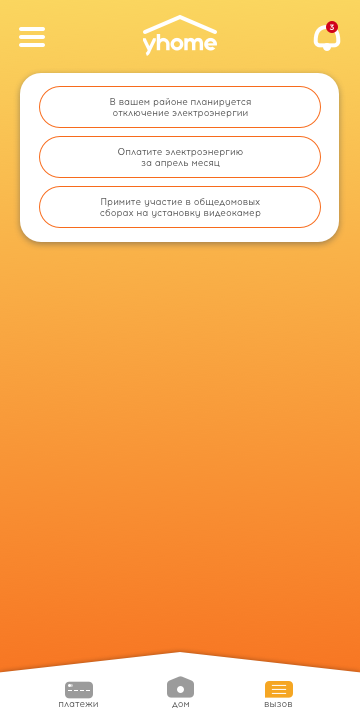 yhome
3
В вашем районе планируется
отключение электроэнергии
Оплатите электроэнергию
за апрель месяц
Примите участие в общедомовых
сборах на установку видеокамер
платежи
дом
вызов